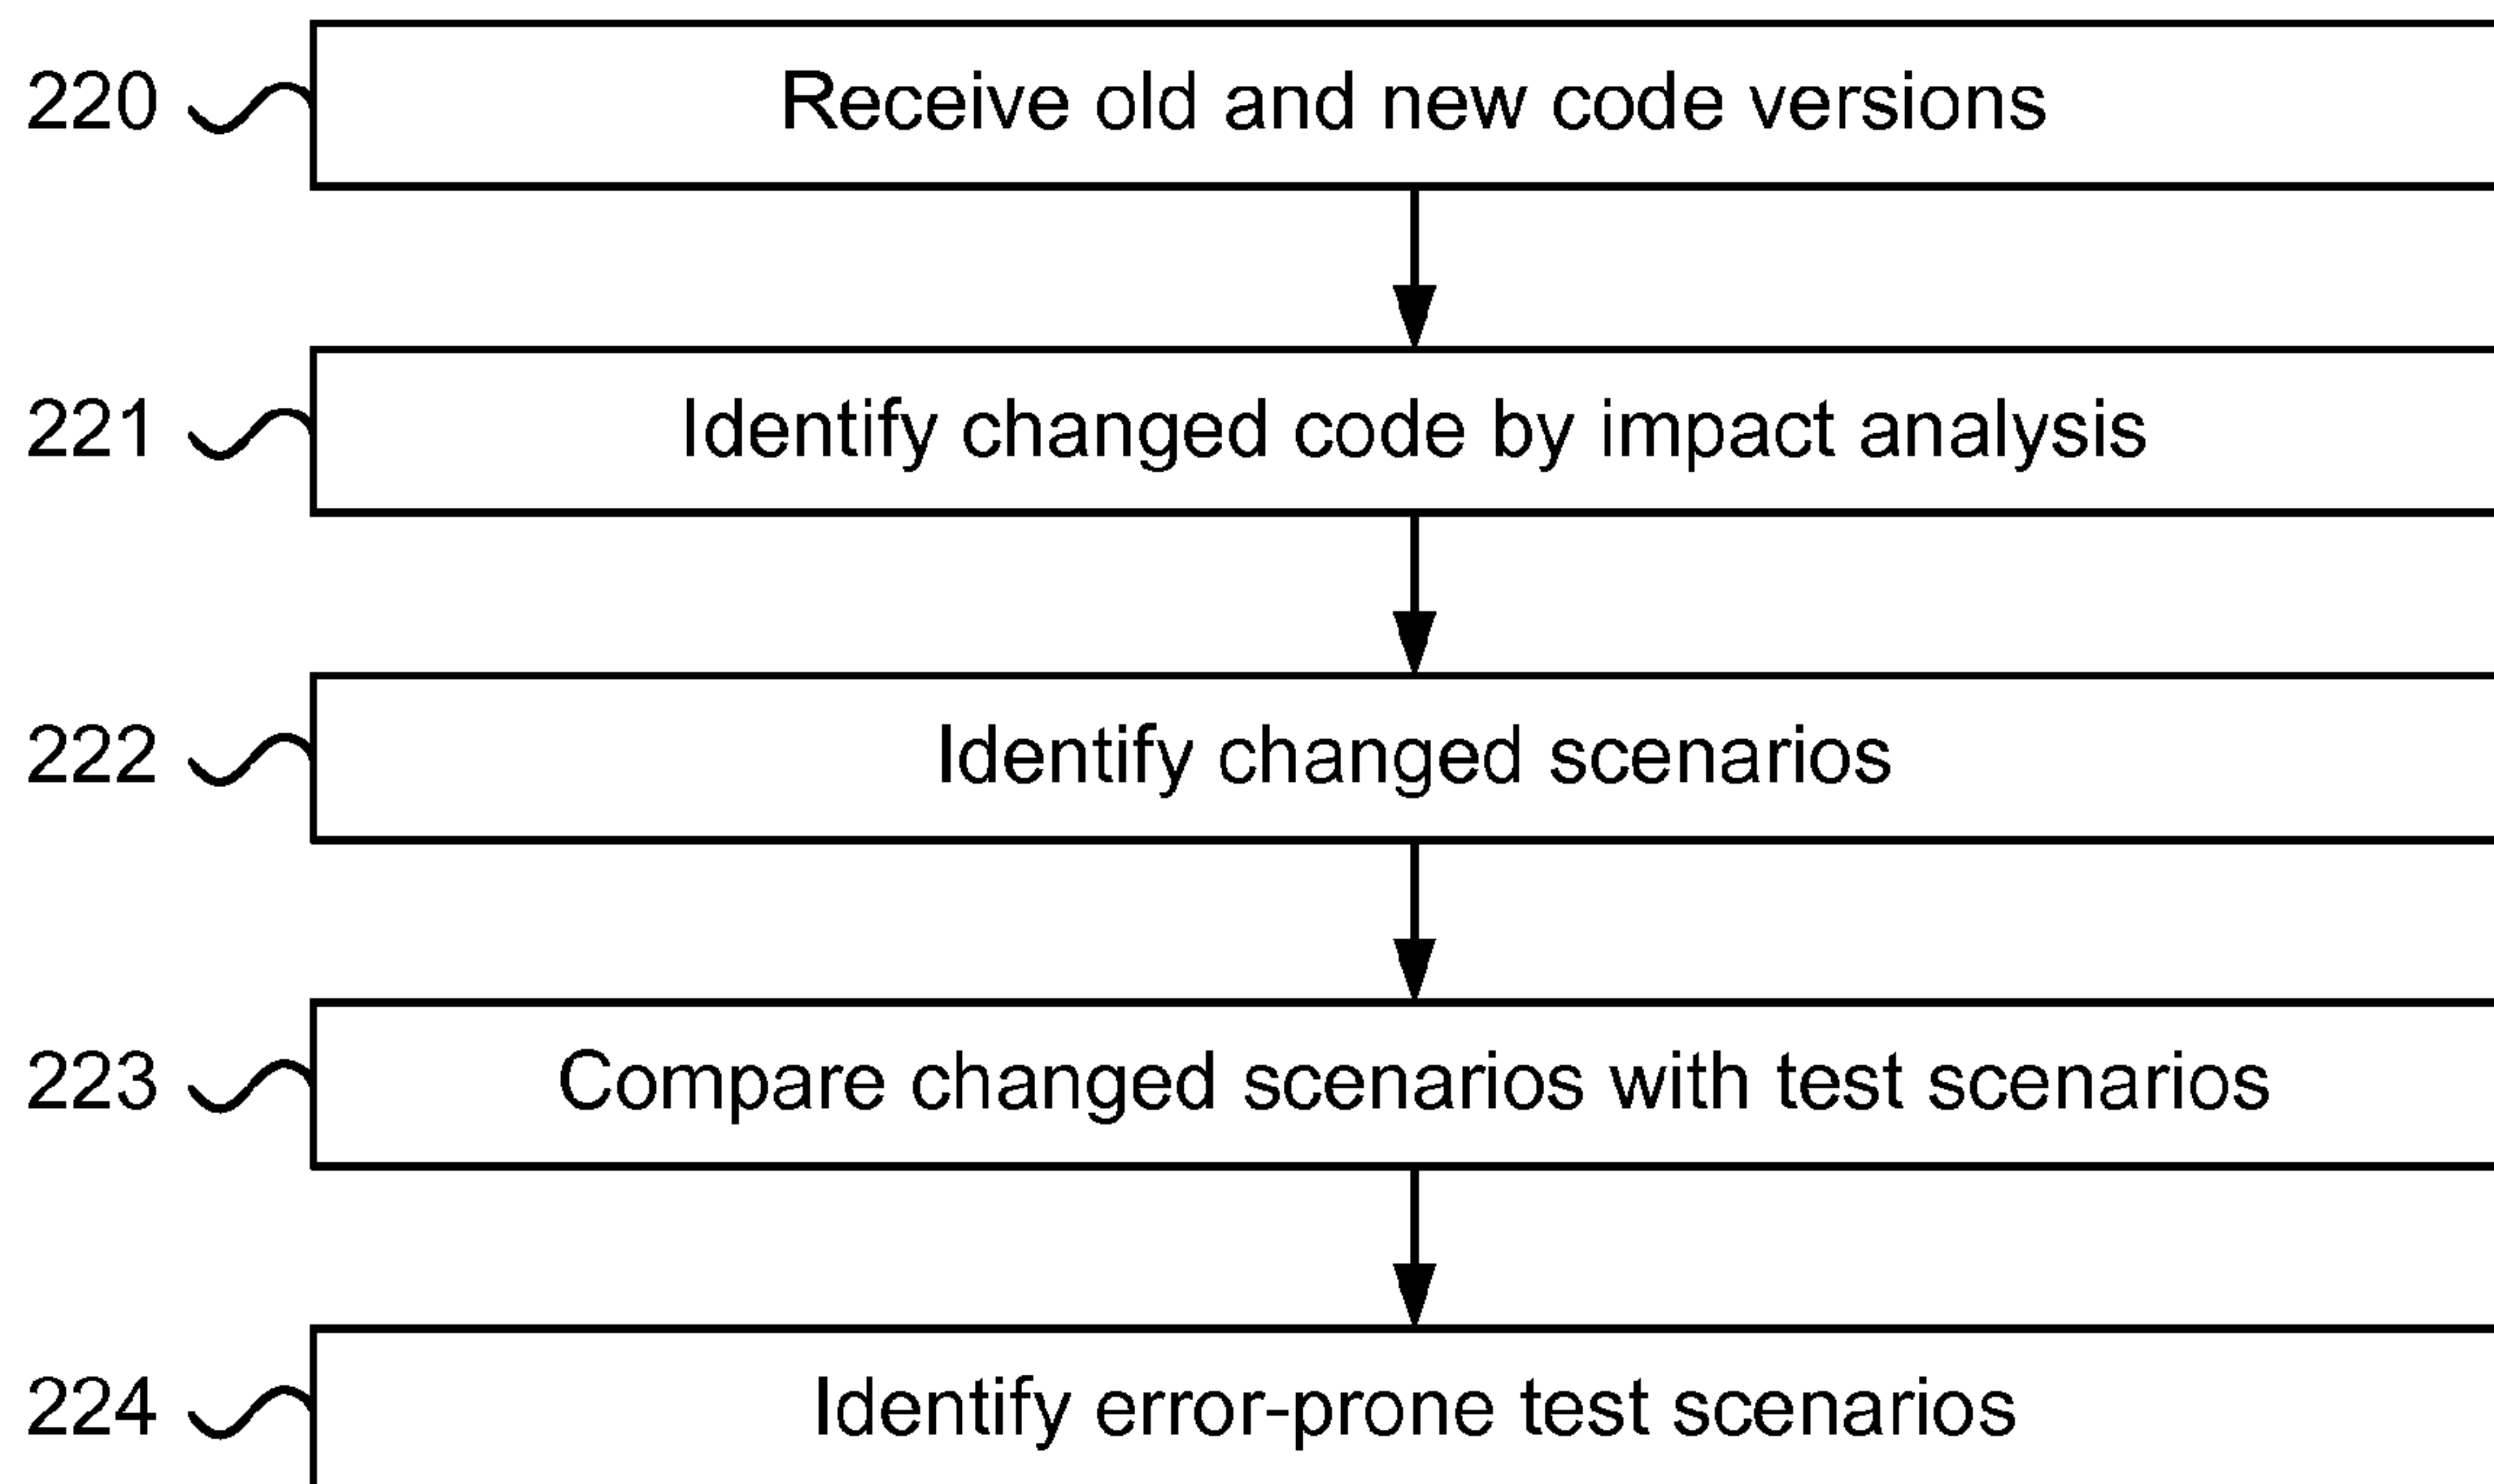 220 Receive old and new code versions
221 Identify changed code by impact analysis
222 Identify changed scenarios
223 Compare changed scenarios with test scenarios
224 Identify error-prone test scenarios